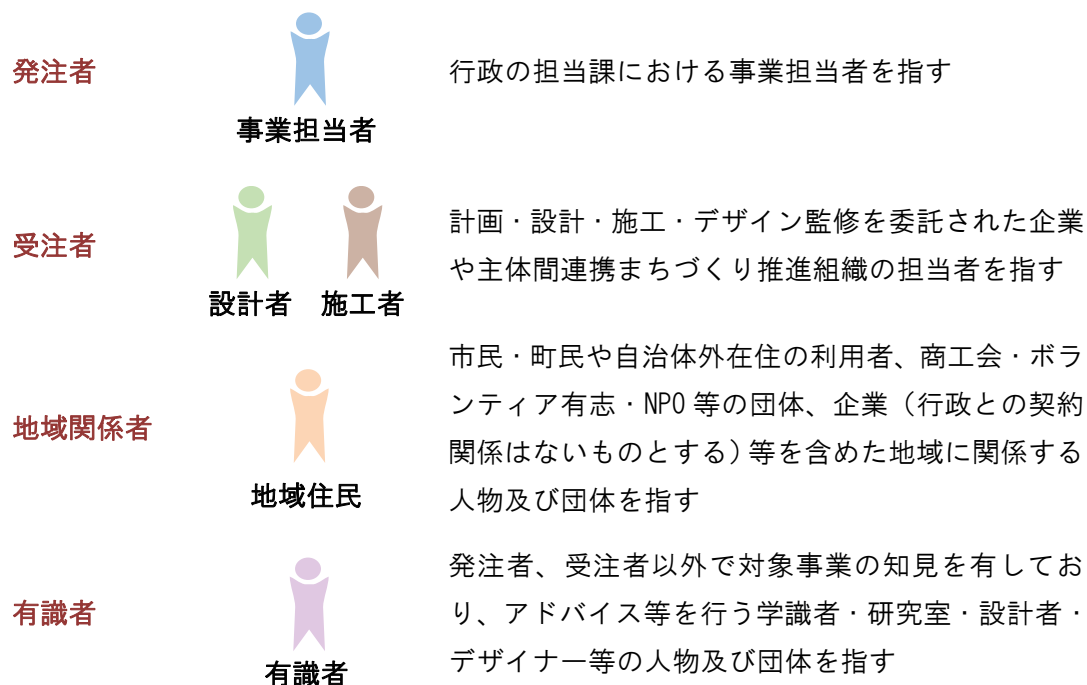 発注者
事業担当者
行政の担当課における事業担当者を指す
受注者
設計者 施工者
計画・設計・施工・デザイン監修を委託された企業
や主体間連携まちづくり推進組織の担当者を指す
地域関係者
地域住民
市民・町民や自治体外在住の利用者、商工会・ボラ
ンティア有志・NPO 等の団体、企業（行政との契約
関係はないものとする）等を含めた地域に関係する
人物及び団体を指す
有識者
有識者
発注者、受注者以外で対象事業の知見を有してお
り、アドバイス等を行う学識者・研究室・設計者・
デザイナー等の人物及び団体を指す